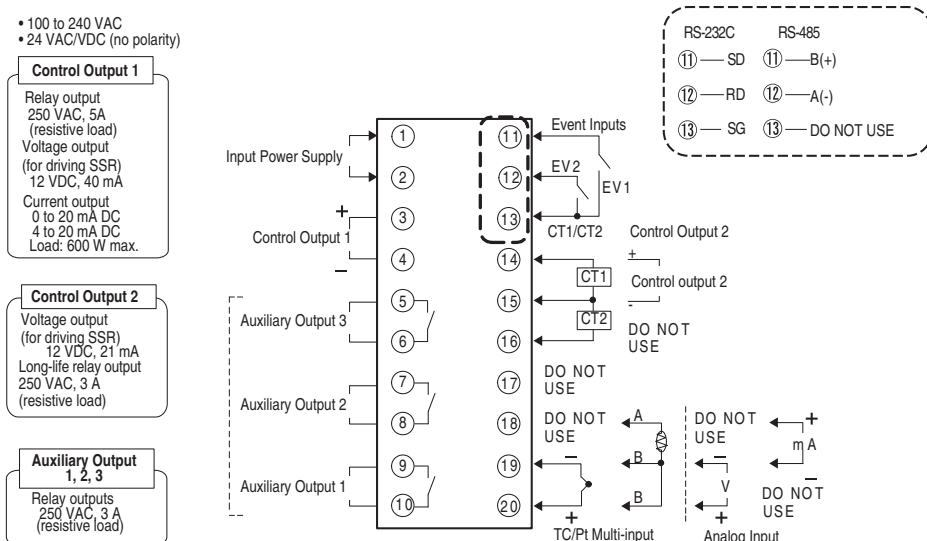 • 100 to 240 VAC
• 24 VAC/VDC (no polarity)
Control Output 1
Relay output
250 VAC, 5A
(resistive load)
Voltage output
(for driving SSR)
12 VDC, 40 mA
Current output
0 to 20 mA DC
4 to 20 mA DC
Load: 600 W max.
Control Output 2
Voltage output
(for driving SSR)
12 VDC, 21 mA
Long-life relay output
250 VAC, 3 A
(resistive load)
Auxiliary Output
1, 2, 3
Relay outputs
250 VAC, 3 A
(resistive load)
Input Power Supply
+
Control Output 1
−
Auxiliary Output 3
Auxiliary Output 2
Auxiliary Output 1
1
2
3
4
5
6
7
8
9
10
11
12
13
14
15
16
17
18
19
20
Event Inputs
EV2
EV1
CT1/CT2
CT1
CT2
Control Output 2
+
Control output 2
-
DO NOT
USE
DO NOT
USE
DO NOT
USE
−
+
A
B
B
TC/Pt Multi-input
DO NOT
USE
−
V
+
+
mA
−
DO NOT
USE
Analog Input
RS-232C RS-485
11 SD 11 B(+)
12 RD 12 A(-)
13 SG 13 DO NOT USE